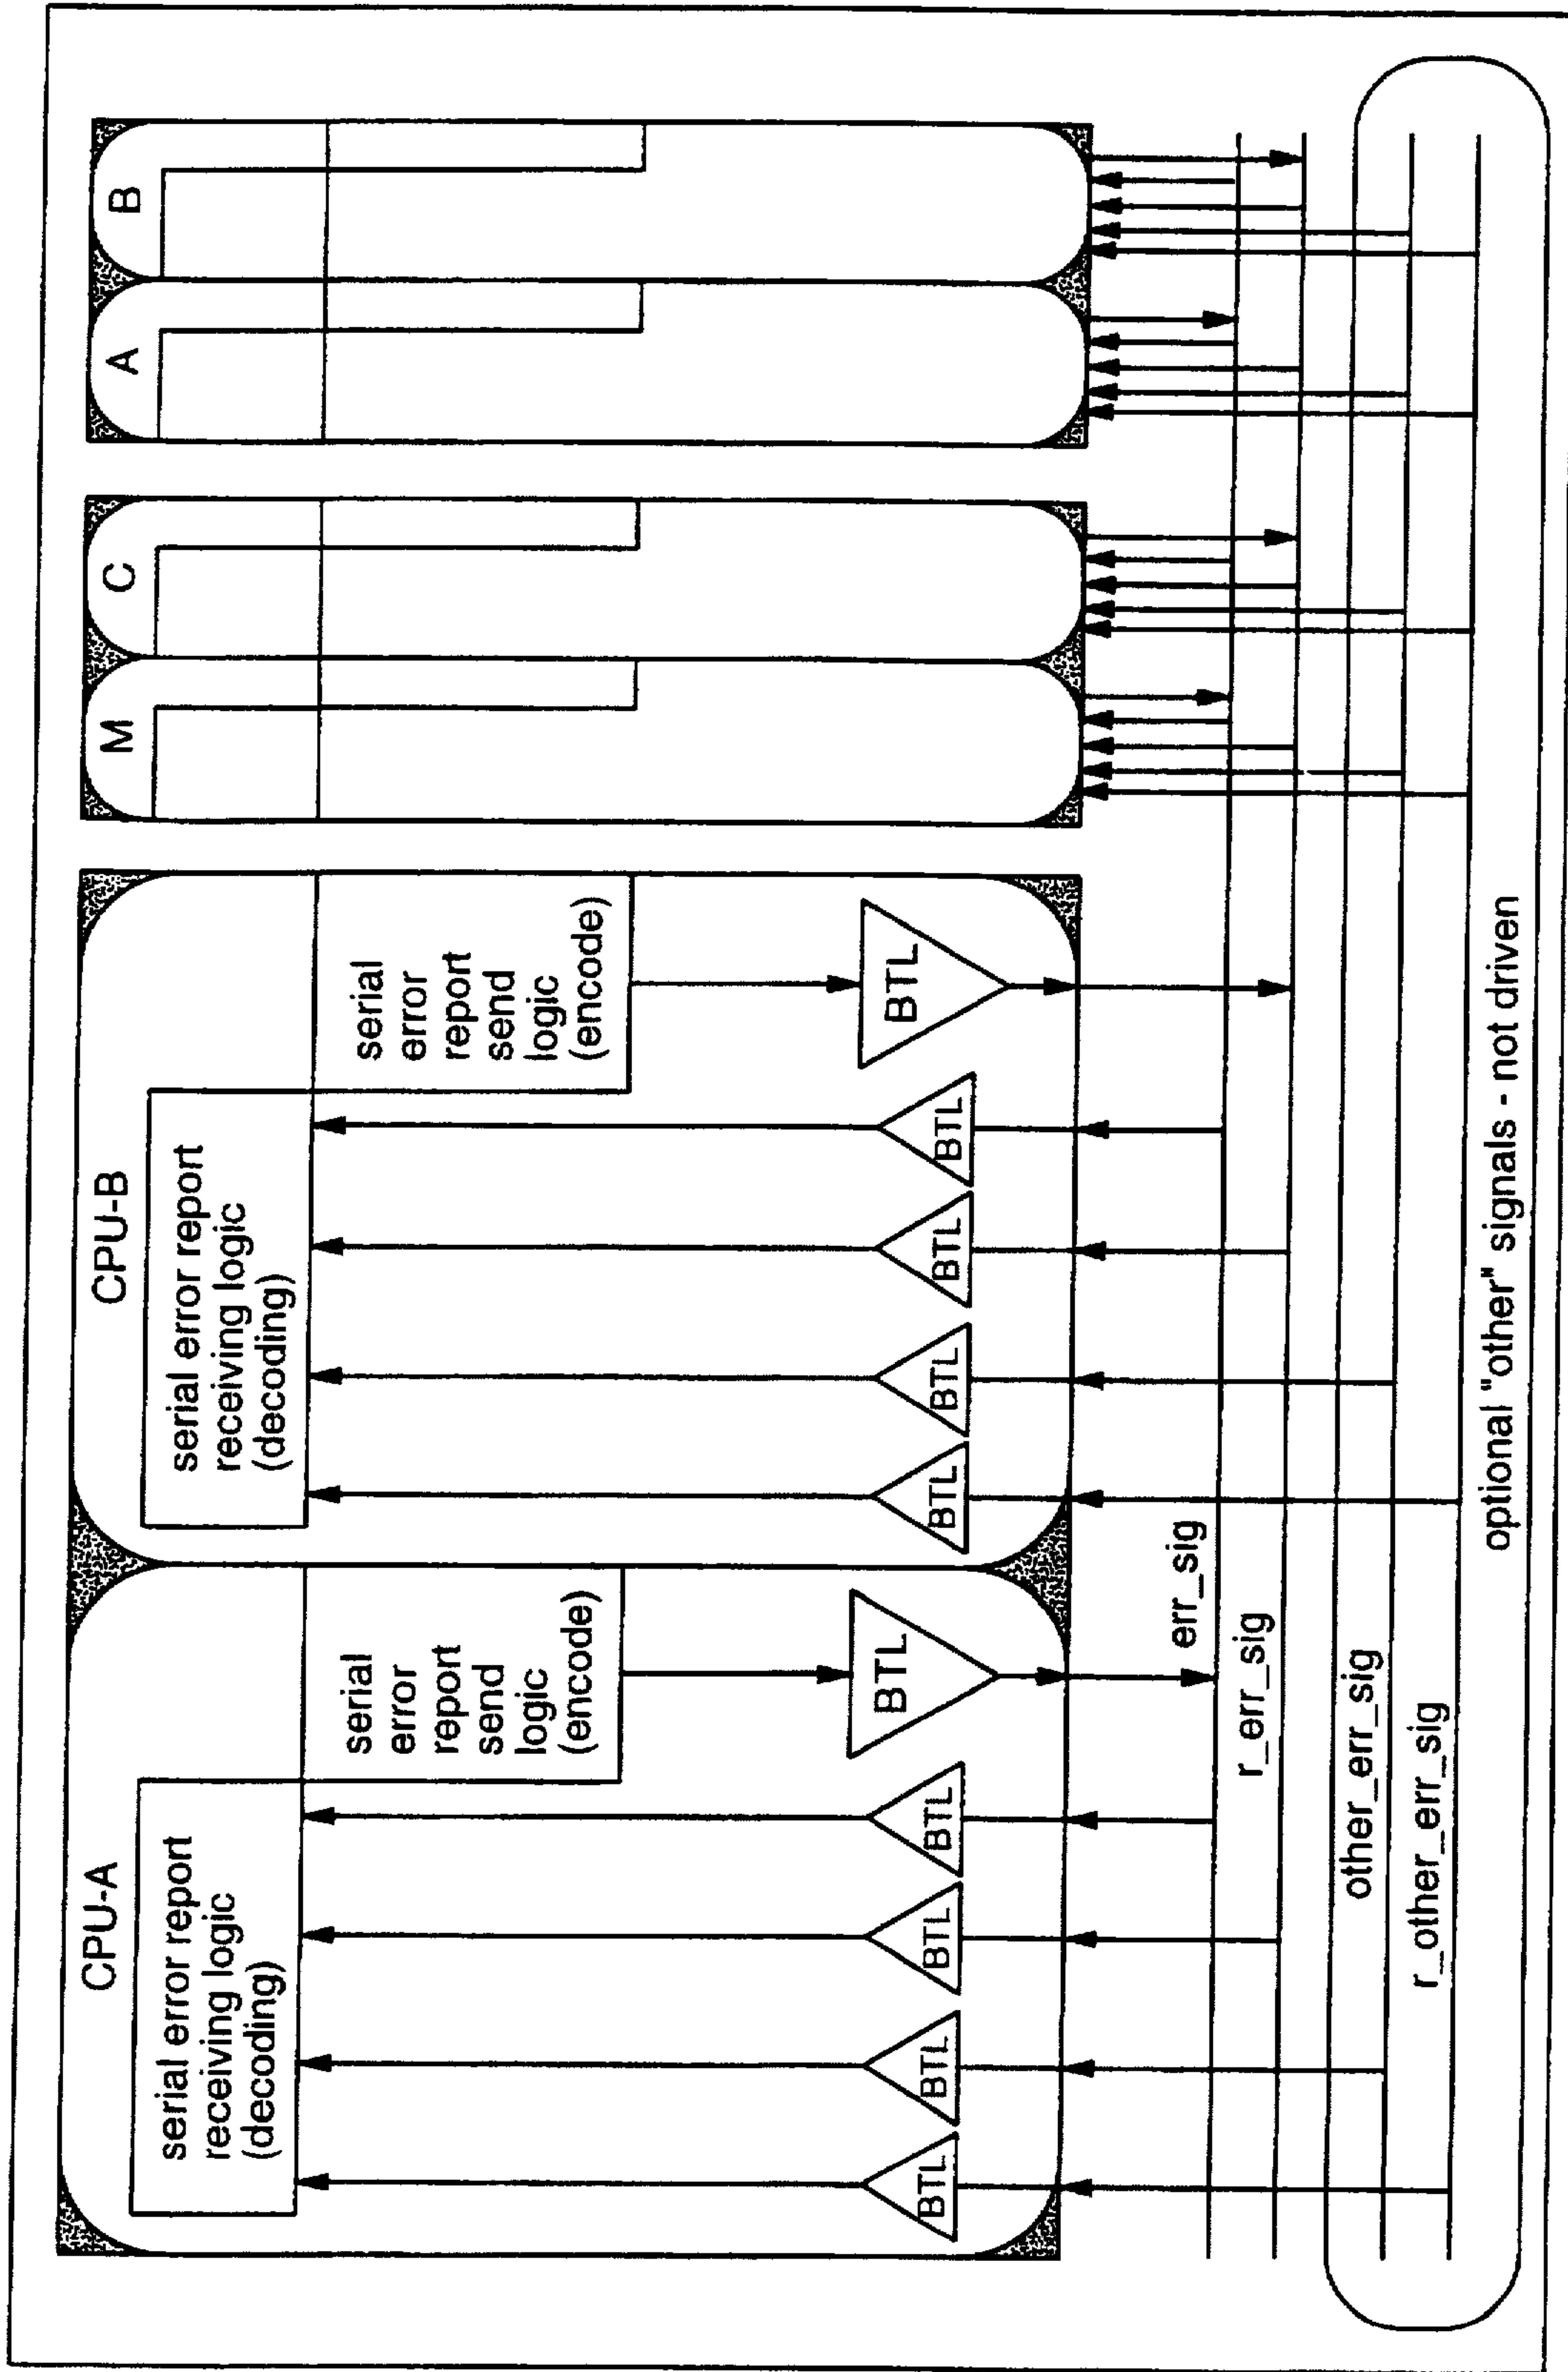 CPU-A
serial error report
receiving logic
(decoding)
serial
error
report
send
logic
(encode)
BTL
BTL
BTL
BTL
BTL
CPU-B
serial error report
receiving logic
(decoding)
serial
error
report
send
logic
(encode)
BTL
BTL
BTL
BTL
BTL
M
C
A
B
err_sig
r_err_sig
other_err_sig
r_other_err_sig
optional "other" signals - not driven